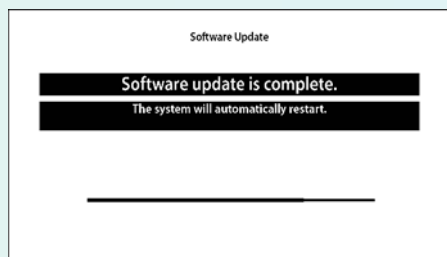 Software Update
Software update is complete.
The system will automatically restart.